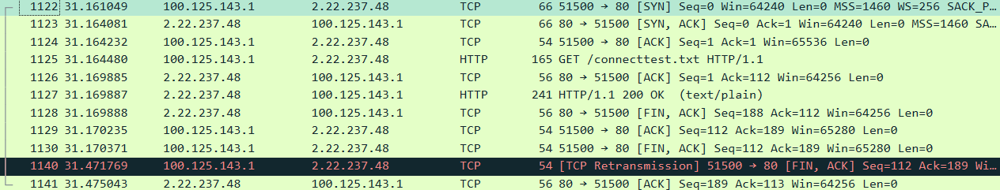 1122 31.161049 100.125.143.1 2.22.237.48 TCP 66 51500 → 80 [SYN] Seq=0 Win=64240 Len=0 MSS=1460 WS=256 SACK_P…
1123 31.164081 2.22.237.48 100.125.143.1 TCP 66 80 → 51500 [SYN, ACK] Seq=0 Ack=1 Win=64240 Len=0 MSS=1460 SA…
1124 31.164232 100.125.143.1 2.22.237.48 TCP 54 51500 → 80 [ACK] Seq=1 Ack=1 Win=65536 Len=0
1125 31.164480 100.125.143.1 2.22.237.48 HTTP 165 GET /connecttest.txt HTTP/1.1
1126 31.169885 2.22.237.48 100.125.143.1 TCP 56 80 → 51500 [ACK] Seq=1 Ack=112 Win=64256 Len=0
1127 31.169887 2.22.237.48 100.125.143.1 HTTP 241 HTTP/1.1 200 OK (text/plain)
1128 31.169888 2.22.237.48 100.125.143.1 TCP 56 80 → 51500 [FIN, ACK] Seq=188 Ack=112 Win=64256 Len=0
1129 31.170235 100.125.143.1 2.22.237.48 TCP 54 51500 → 80 [ACK] Seq=112 Ack=189 Win=65280 Len=0
1130 31.170371 100.125.143.1 2.22.237.48 TCP 54 51500 → 80 [FIN, ACK] Seq=112 Ack=189 Win=65280 Len=0
1140 31.471769 100.125.143.1 2.22.237.48 TCP 54 [TCP Retransmission] 51500 → 80 [FIN, ACK] Seq=112 Ack=189 Wi…
1141 31.475043 2.22.237.48 100.125.143.1 TCP 56 80 → 51500 [ACK] Seq=189 Ack=113 Win=64256 Len=0